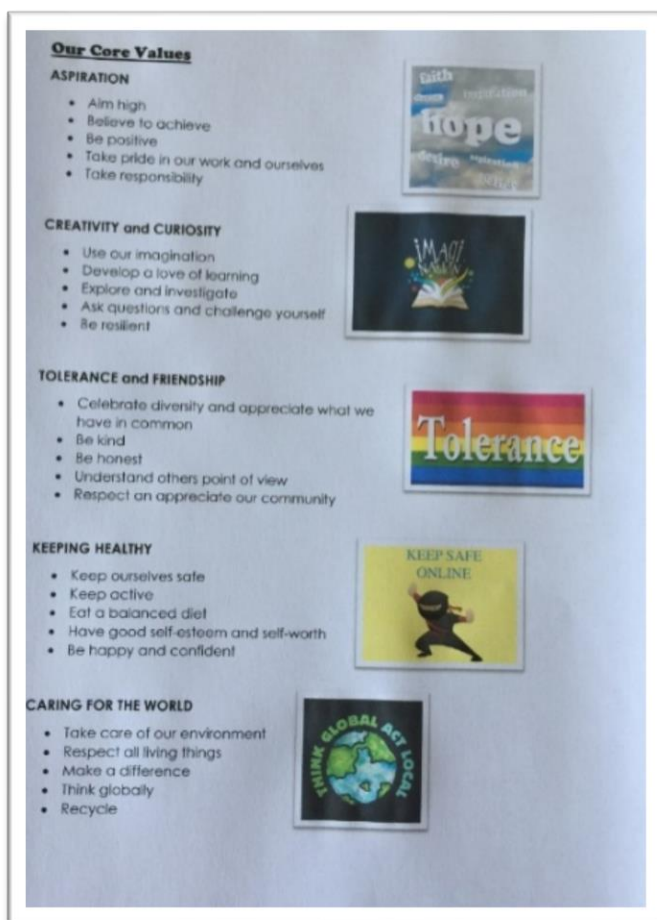 Our Core Values
ASPIRATION
• Aim high
• Believe to achieve
• Be positive
• Take pride in our work and ourselves
• Take responsibility
faith
inspiration
hope
desire
CREATIVITY and CURIOSITY
• Use our imagination
• Develop a love of learning
• Explore and investigate
• Ask questions and challenge yourself
• Be resilient
iMAGi
NATiON
TOLERANCE and FRIENDSHIP
• Celebrate diversity and appreciate what we
have in common
• Be kind
• Be honest
• Understand others point of view
• Respect an appreciate our community
Tolerance
KEEPING HEALTHY
• Keep ourselves safe
• Keep active
• Eat a balanced diet
• Have good self-esteem and self-worth
• Be happy and confident
KEEP SAFE
ONLINE
CARING FOR THE WORLD
• Take care of our environment
• Respect all living things
• Make a difference
• Think globally
• Recycle
THINK GLOBAL ACT LOCAL